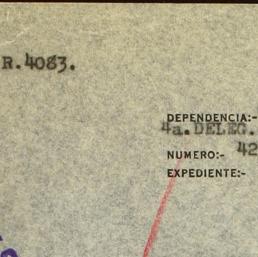 R.4083.
DEPENDENCIA:-
4a. DELEG.
NUMERO:- 42
EXPEDIENTE:-